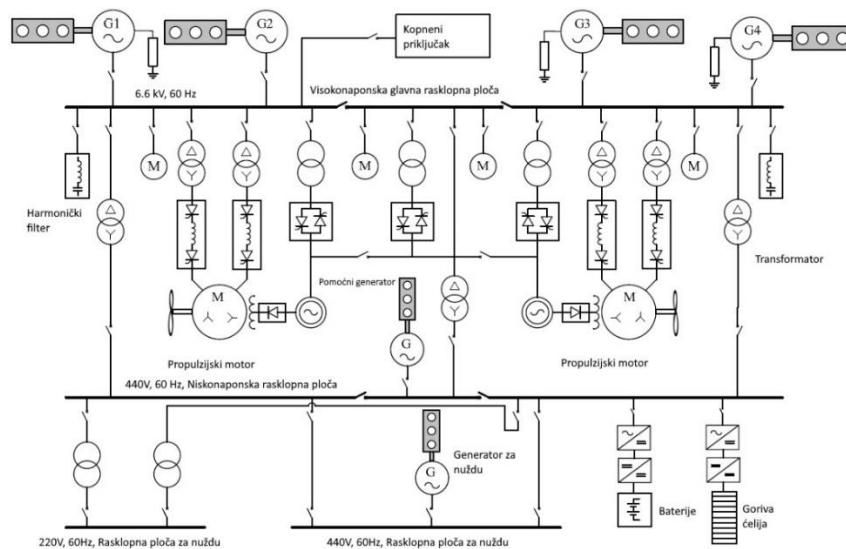 G1
G2
Kopneni
priključak
G3
G4
6.6 kV, 60 Hz
Visokonaponska glavna rasklopna ploča
M
M
M
M
Harmonički
filter
Transformator
Pomoćni generator
M
M
G
Propulzijski motor
Propulzijski motor
440V, 60 Hz, Niskonaponska rasklopna ploča
Generator za
nuždu
G
Baterije
Goriva
ćelija
220V, 60Hz, Rasklopna ploča za nuždu
440V, 60Hz, Rasklopna ploča za nuždu